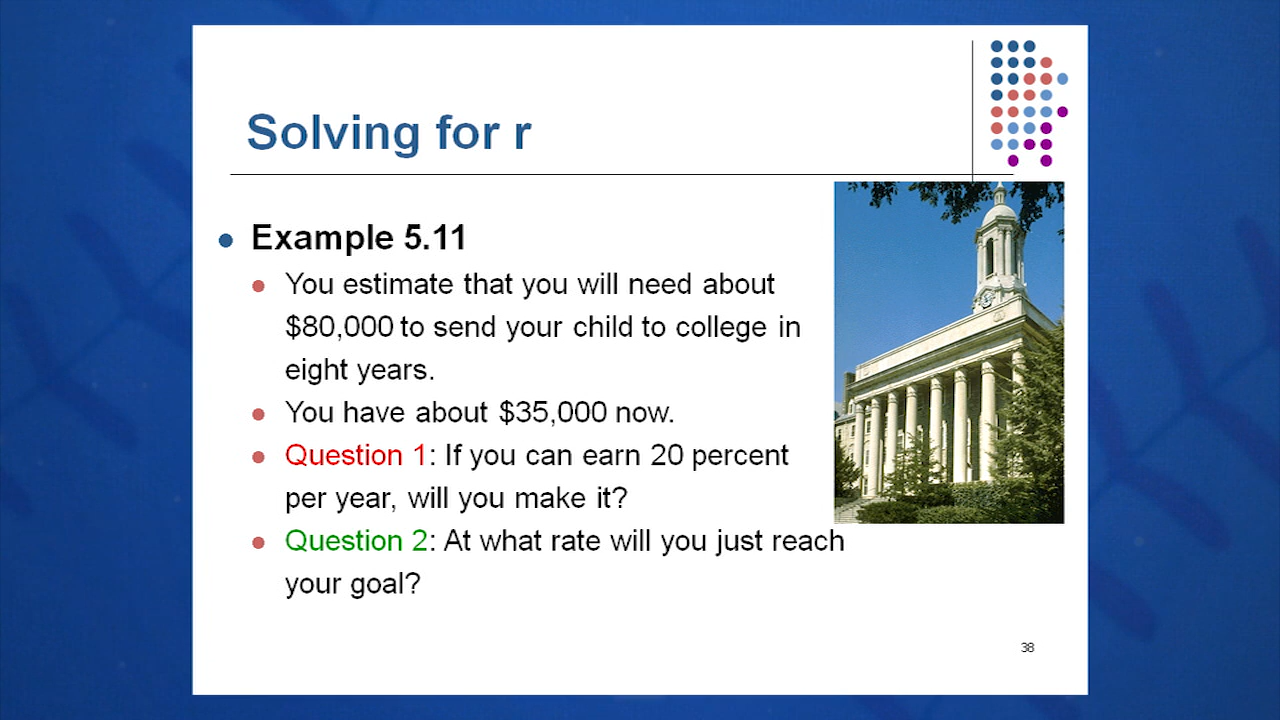 Solving for r
Example 5.11
You estimate that you will need about
$80,000 to send your child to college in
eight years.
You have about $35,000 now.
Question 1: If you can earn 20 percent
per year, will you make it?
Question 2: At what rate will you just reach
your goal?
38